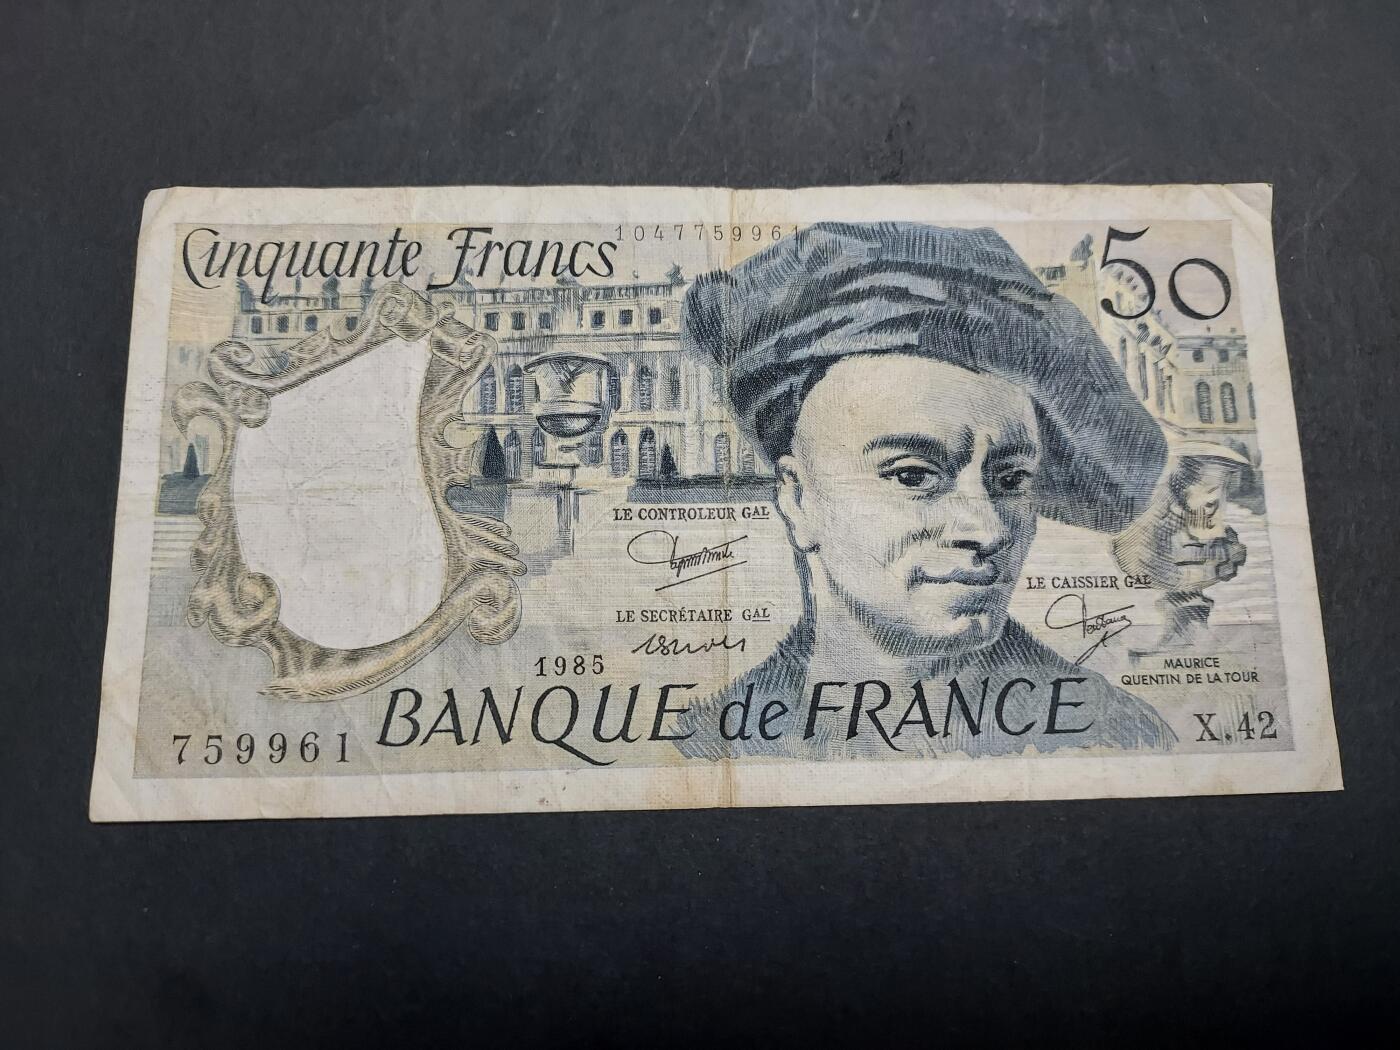 Cinquante Francs
1047759961
50
LE CONTROLEUR GAL
LE SECRÉTAIRE GAL
LE CAISSIER GAL
1985
MAURICE
QUENTIN DE LA TOUR
BANQUE de FRANCE
759961
X.42